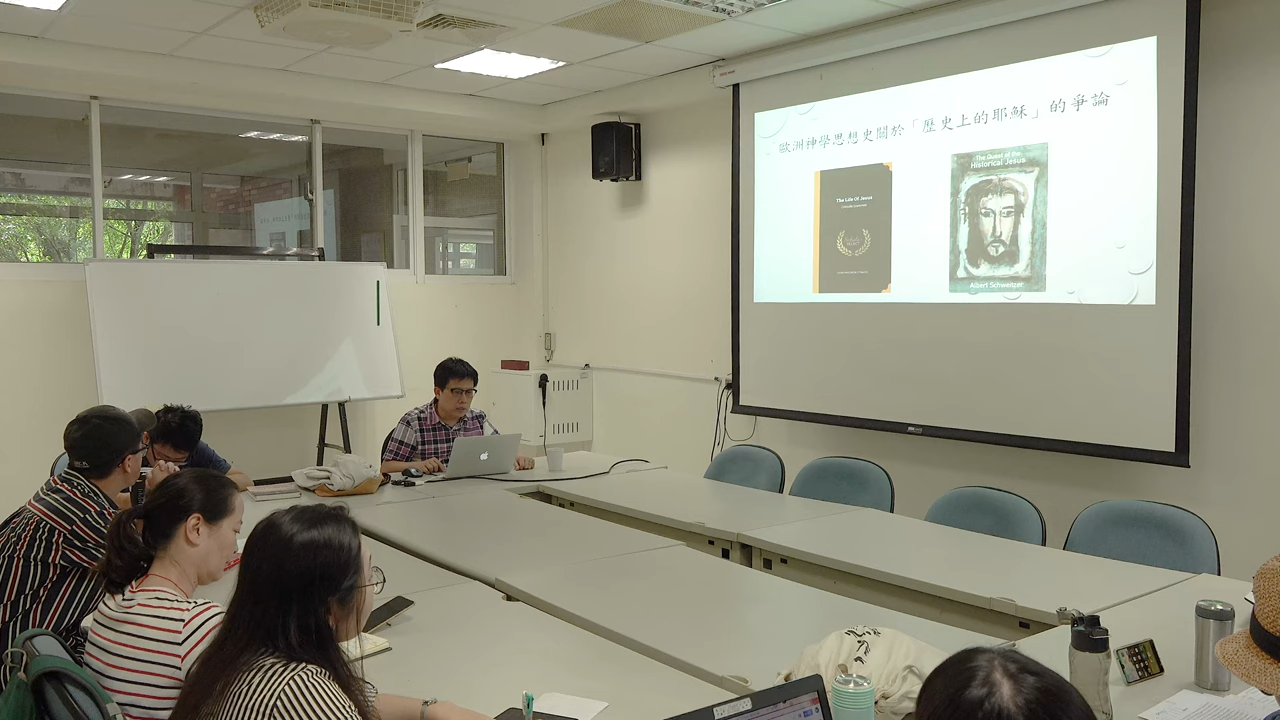 歐洲神學思想史關於「歷史上的耶穌」的爭論
The Life Of Jesus
The Quest of the
Historical Jesus
Albert Schweitzer